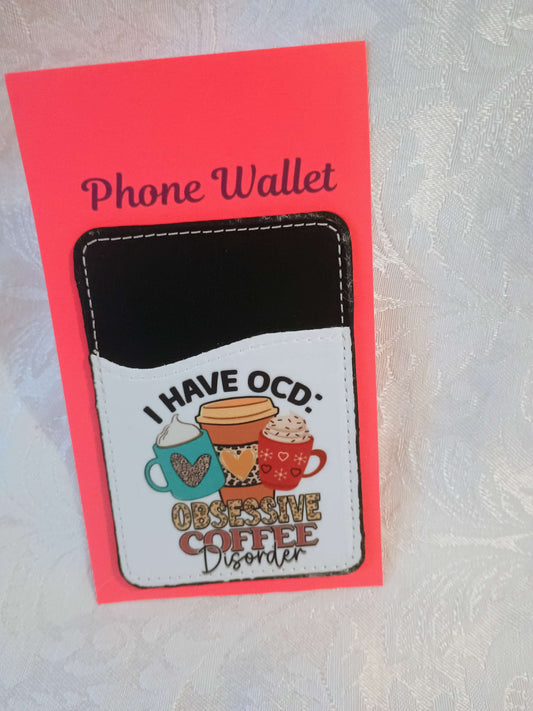 Phone Wallet
I HAVE OCD:
OBSESSIVE
COFFEE
Disorder